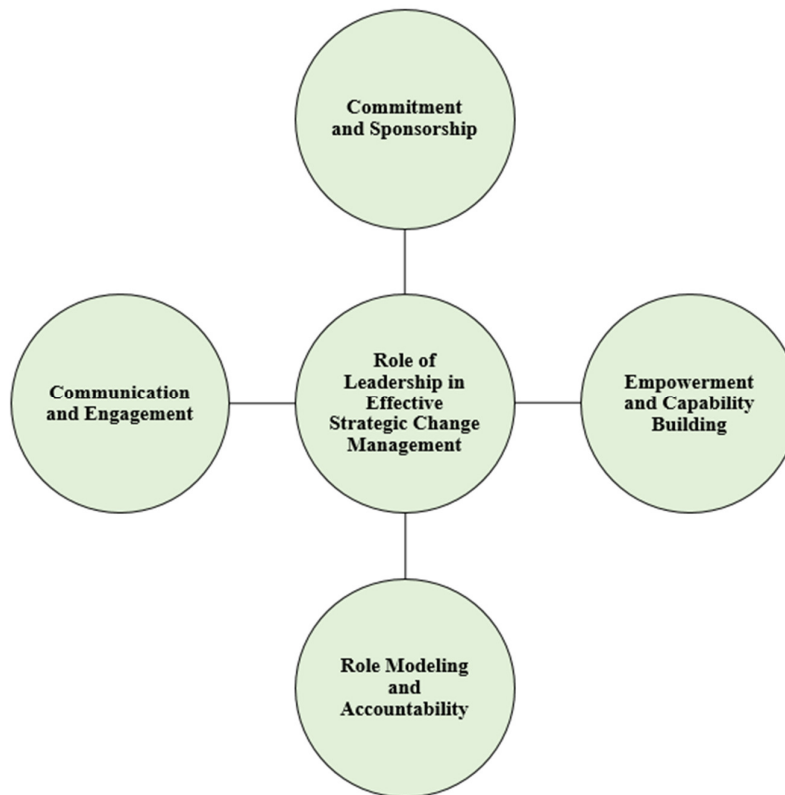 Commitment
and Sponsorship
Communication
and Engagement
Role of
Leadership in
Effective
Strategic Change
Management
Empowerment
and Capability
Building
Role Modeling
and
Accountability